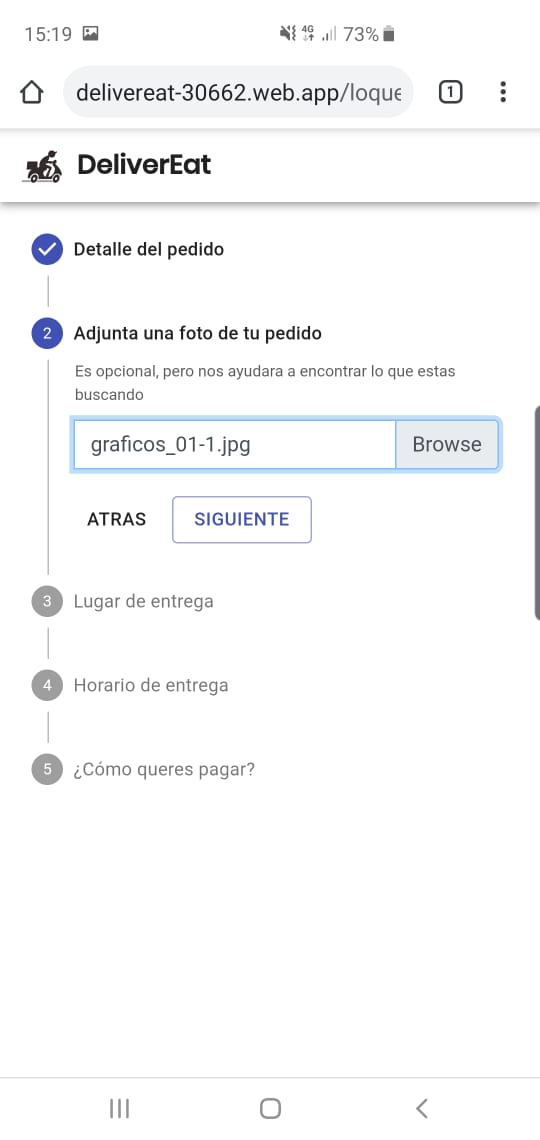 15:19
4G
73%
delivereat-30662.web.app/loque
1
DeliverEat
Detalle del pedido
2
Adjunta una foto de tu pedido
Es opcional, pero nos ayudara a encontrar lo que estas
buscando
graficos_01-1.jpg
Browse
ATRAS
SIGUIENTE
3
Lugar de entrega
4
Horario de entrega
5
¿Cómo queres pagar?